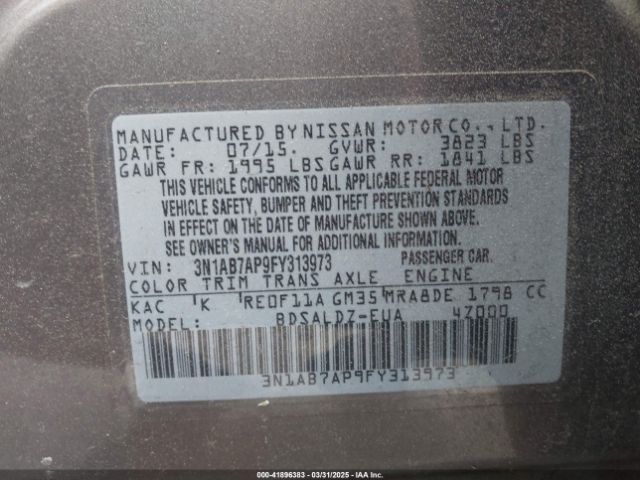 MANUFACTURED BY NISSAN MOTOR CO., LTD.
DATE: 07/15. GVWR: 3823 LBS
GAWR FR: 1995 LBS GAWR RR: 1841 LBS
THIS VEHICLE CONFORMS TO ALL APPLICABLE FEDERAL MOTOR
VEHICLE SAFETY, BUMPER AND THEFT PREVENTION STANDARDS
IN EFFECT ON THE DATE OF MANUFACTURE SHOWN ABOVE.
SEE OWNER'S MANUAL FOR ADDITIONAL INFORMATION.
VIN: 3N1AB7AP9FY313973 PASSENGER CAR.
COLOR TRIM TRANS AXLE ENGINE
KAC K RE0F11A GM35 MRA8DE 1798 CC
MODEL: BDSALDZ-EUA 4Z000
3N1AB7AP9FY313973
000-41896383 - 03/31/2025 - IAA Inc.